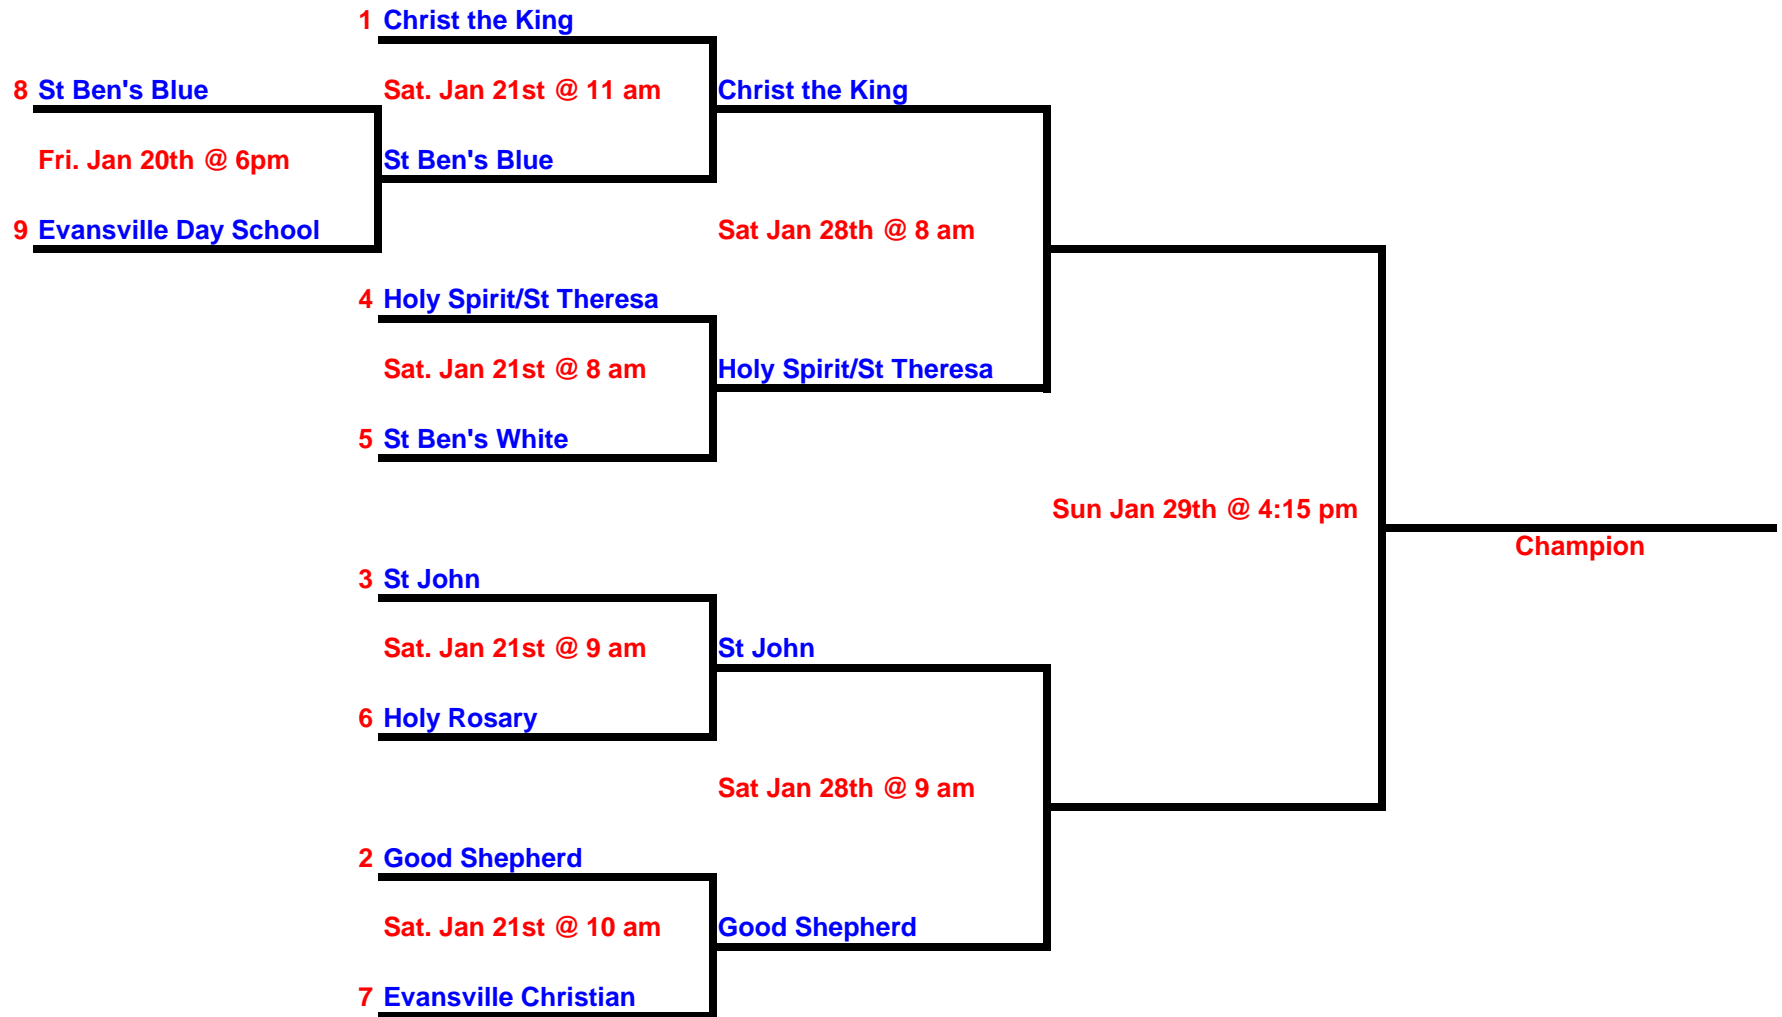 1 Christ the King
8 St Ben's Blue
Sat. Jan 21st @ 11 am
Christ the King
Fri. Jan 20th @ 6pm
St Ben's Blue
9 Evansville Day School
Sat Jan 28th @ 8 am
4 Holy Spirit/St Theresa
Sat. Jan 21st @ 8 am
Holy Spirit/St Theresa
5 St Ben's White
Sun Jan 29th @ 4:15 pm
Champion
3 St John
Sat. Jan 21st @ 9 am
St John
6 Holy Rosary
Sat Jan 28th @ 9 am
2 Good Shepherd
Sat. Jan 21st @ 10 am
Good Shepherd
7 Evansville Christian